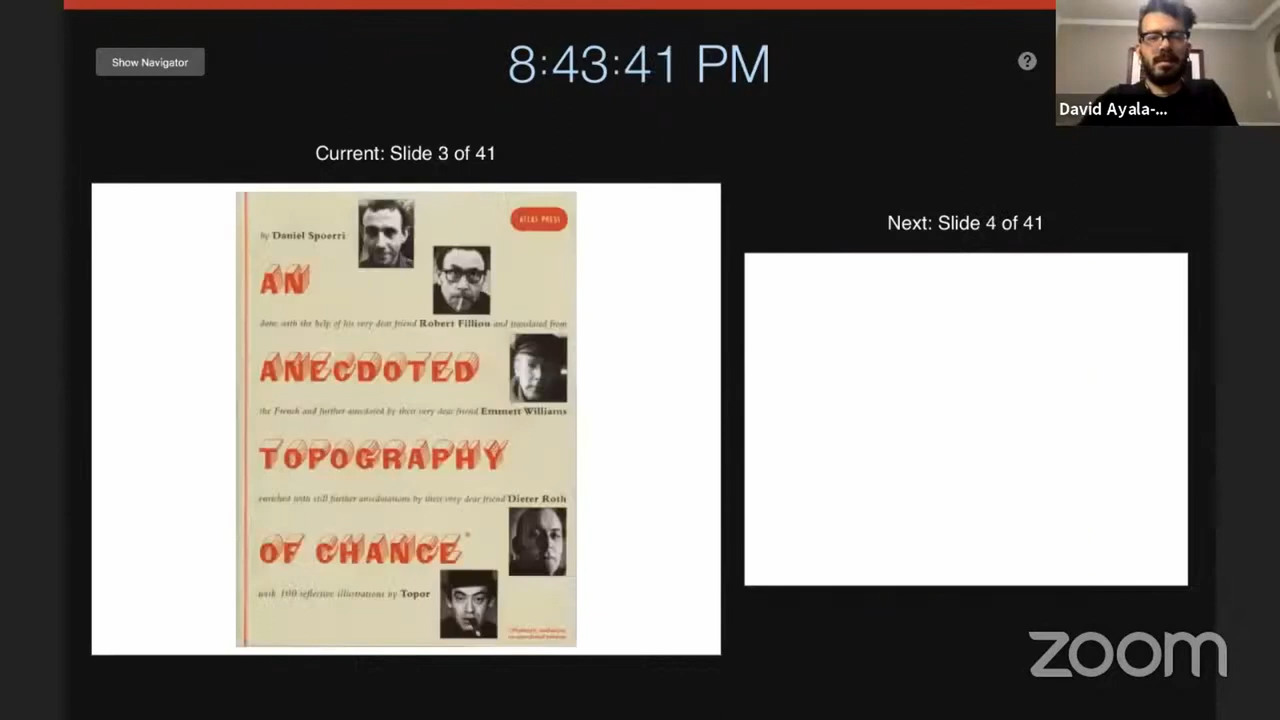 Show Navigator
8:43:41 PM
?
David Ayala-...
Current: Slide 3 of 41
Next: Slide 4 of 41
ATLAS PRESS
by Daniel Spoerri
AN
done with the help of his very dear friend Robert Filliou and translated from
ANECDOTED
the French and further anecdoted by their very dear friend Emmett Williams
TOPOGRAPHY
enriched with still further anecdotations by their very dear friend Dieter Roth
OF CHANCE*
with 100 reflective illustrations by Topor
zoom